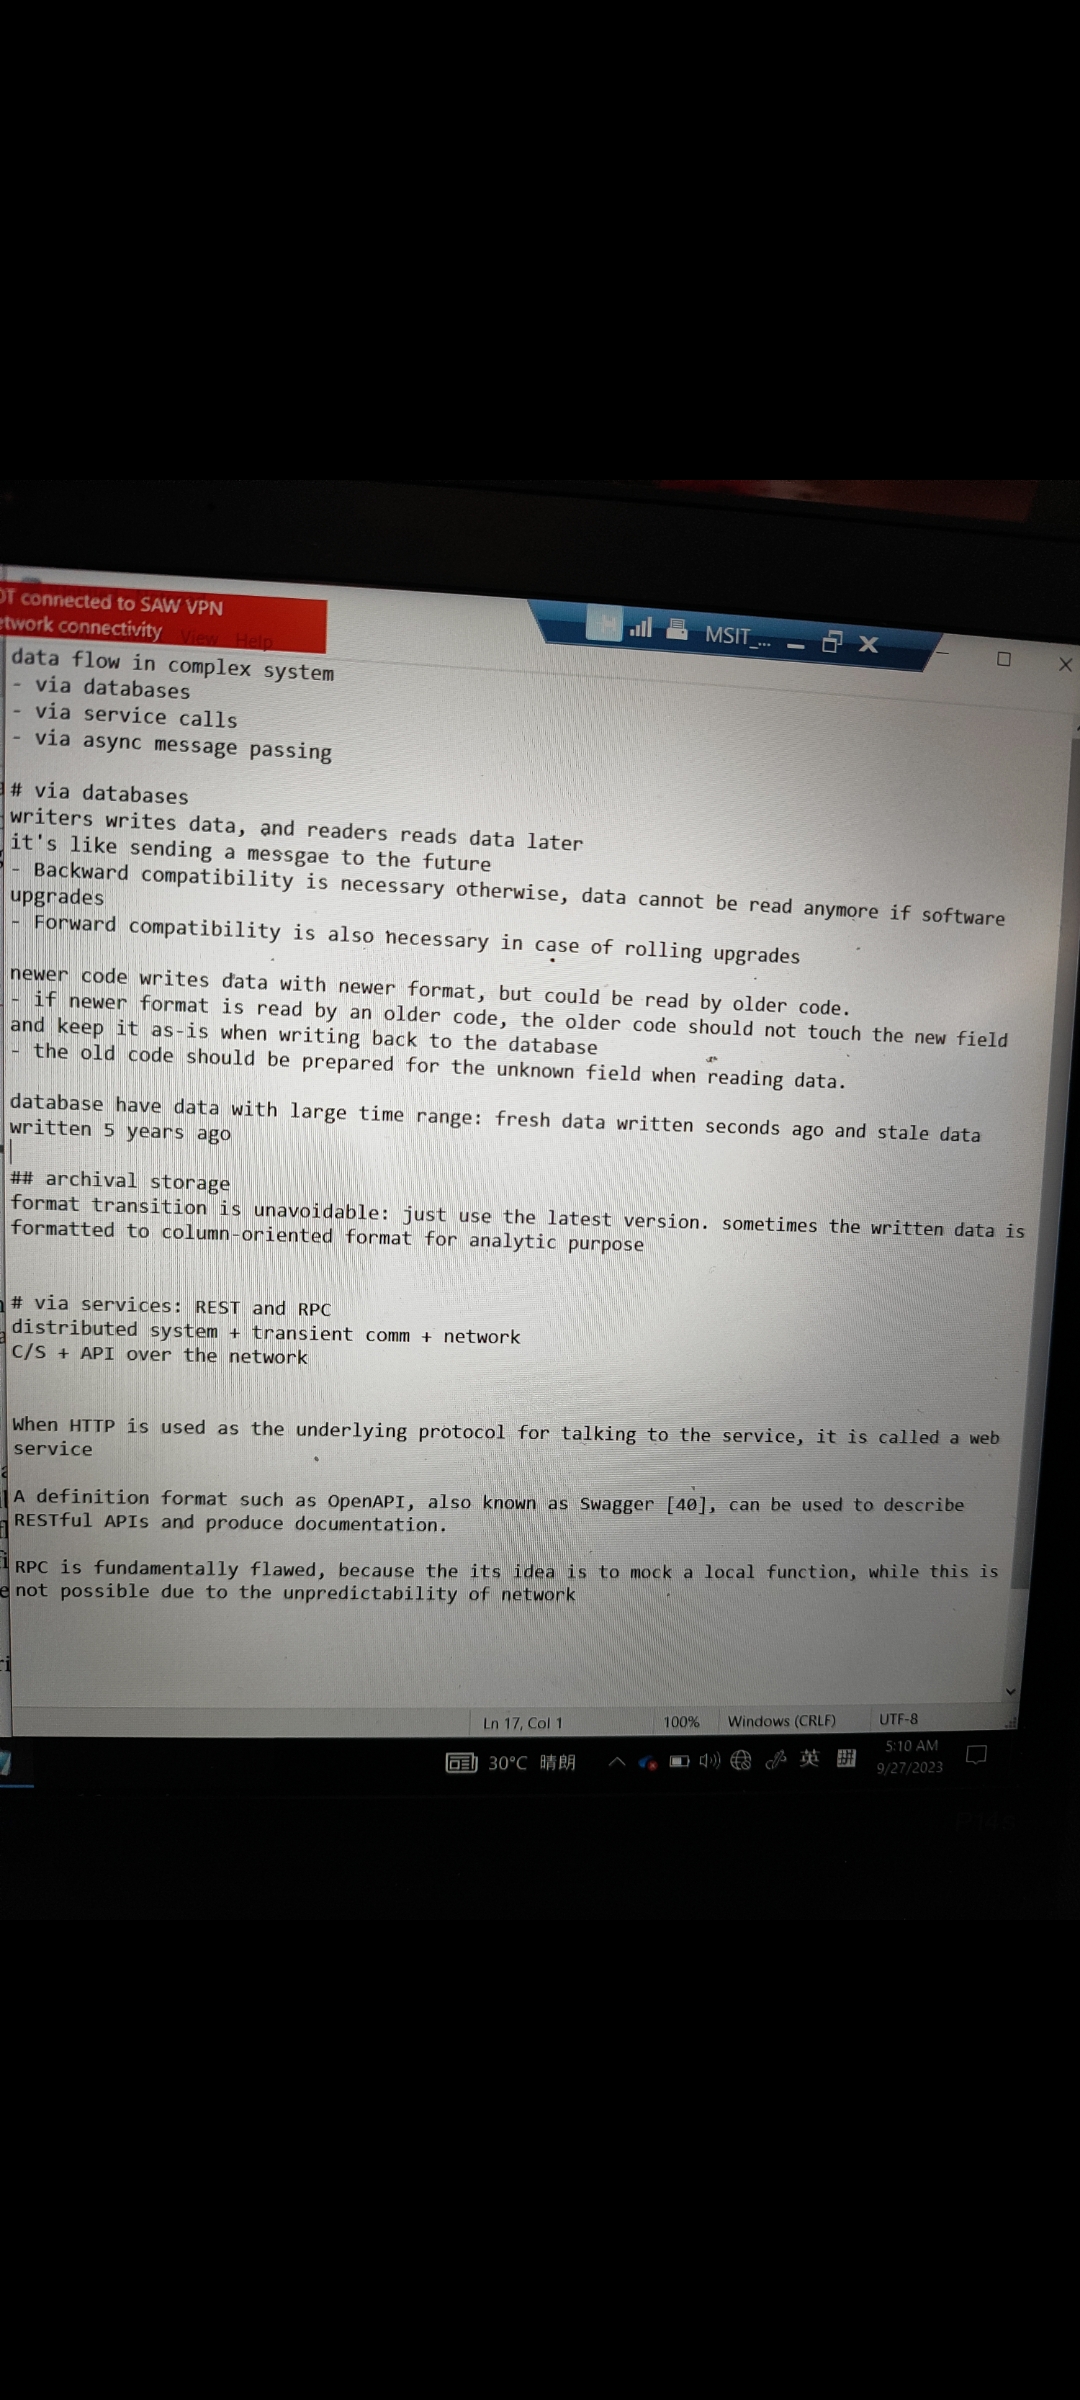 OT connected to SAW VPN
etwork connectivity
View Help
MSIT_...
data flow in complex system
- via databases
- via service calls
- via async message passing
# via databases
writers writes data, and readers reads data later
it's like sending a messgae to the future
- Backward compatibility is necessary otherwise, data cannot be read anymore if software
upgrades
- Forward compatibility is also necessary in case of rolling upgrades
newer code writes data with newer format, but could be read by older code.
- if newer format is read by an older code, the older code should not touch the new field
and keep it as-is when writing back to the database
- the old code should be prepared for the unknown field when reading data.
database have data with large time range: fresh data written seconds ago and stale data
written 5 years ago
## archival storage
format transition is unavoidable: just use the latest version. sometimes the written data is
formatted to column-oriented format for analytic purpose
# via services: REST and RPC
distributed system + transient comm + network
C/S + API over the network
When HTTP is used as the underlying protocol for talking to the service, it is called a web
service
A definition format such as OpenAPI, also known as Swagger [40], can be used to describe
RESTful APIs and produce documentation.
RPC is fundamentally flawed, because the its idea is to mock a local function, while this is
not possible due to the unpredictability of network
Ln 17, Col 1
100%
Windows (CRLF)
UTF-8
30°C 晴朗
英
拼
5:10 AM
9/27/2023
P14s